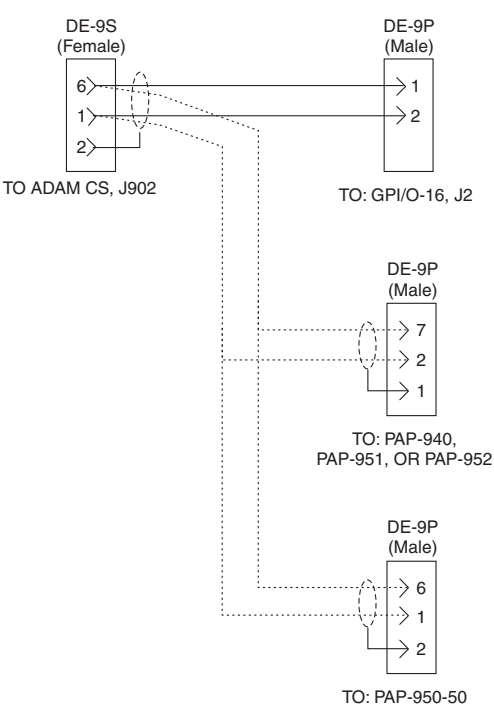 DE-9S
(Female)
6
1
2
TO ADAM CS, J902
DE-9P
(Male)
1
2
TO: GPI/O-16, J2
DE-9P
(Male)
7
2
1
TO: PAP-940,
PAP-951, OR PAP-952
DE-9P
(Male)
6
1
2
TO: PAP-950-50